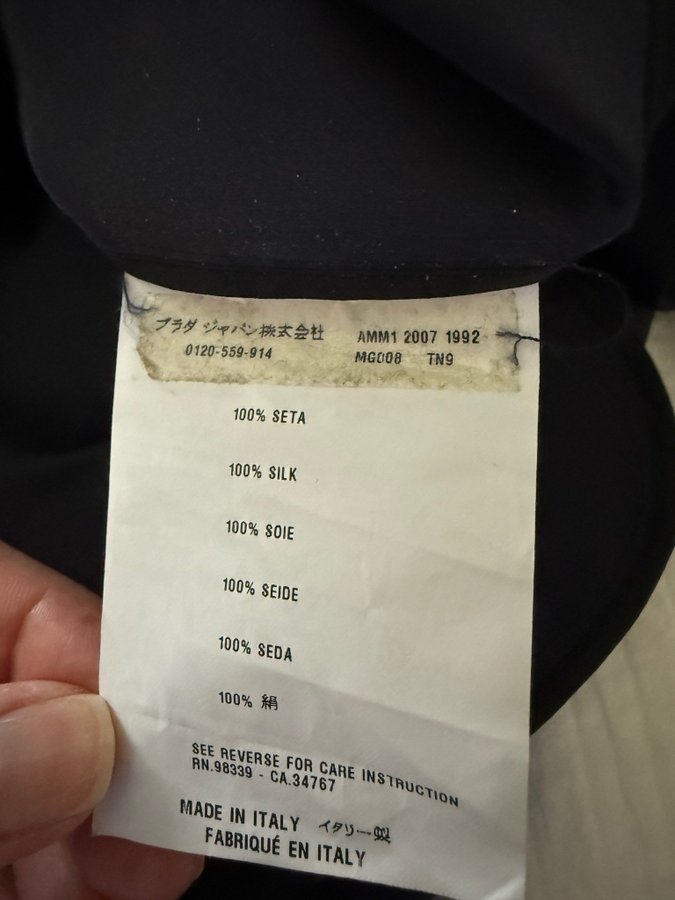 プラダ ジャパン株式会社 AMM1 2007 1992
0120-559-914 MG008 TN9
100% SETA
100% SILK
100% SOIE
100% SEIDE
100% SEDA
100% 絹
SEE REVERSE FOR CARE INSTRUCTION
RN.98339 - CA.34767
MADE IN ITALY イタリー製
FABRIQUÉ EN ITALY